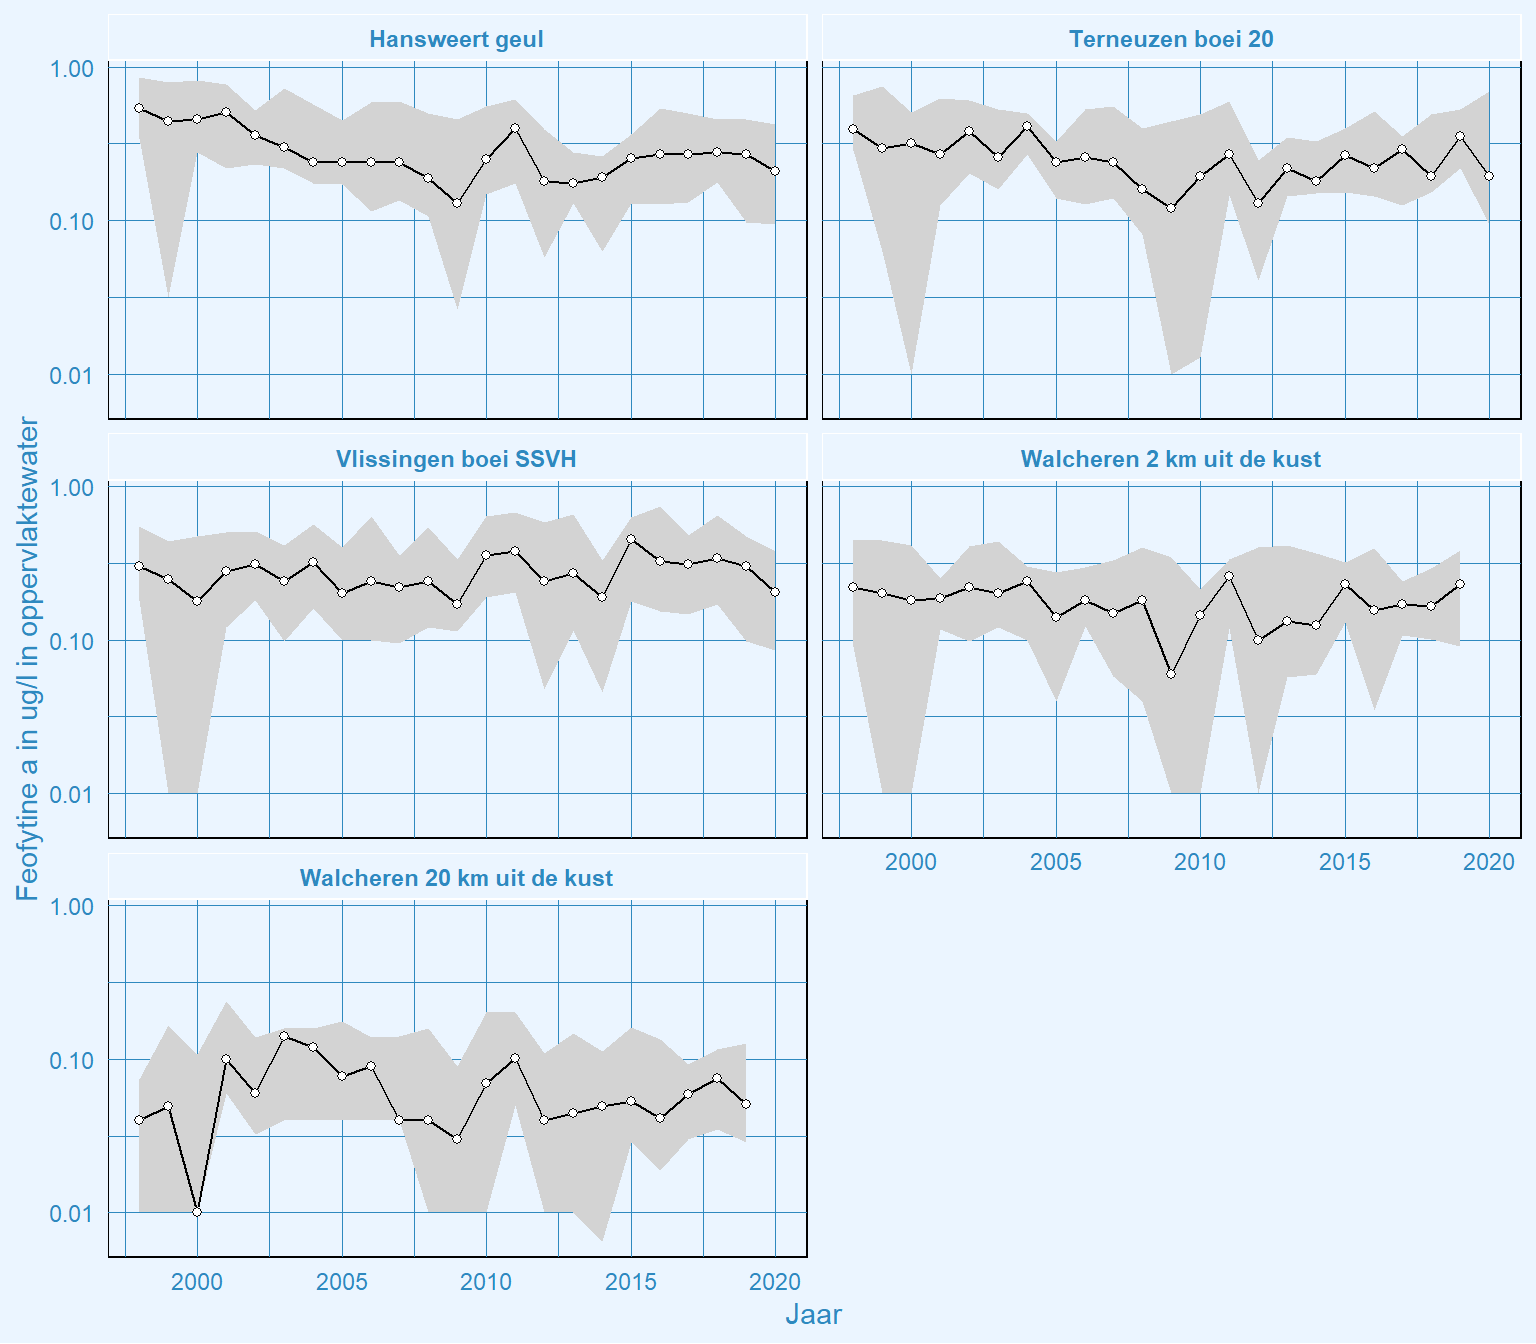 Hansweert geul
Terneuzen boei 20
1.00
0.10
0.01
Vlissingen boei SSVH
Walcheren 2 km uit de kust
1.00
0.10
0.01
2000 2005 2010 2015 2020
Walcheren 20 km uit de kust
1.00
0.10
0.01
2000 2005 2010 2015 2020
Feofytine a in ug/l in oppervlaktewater
Jaar